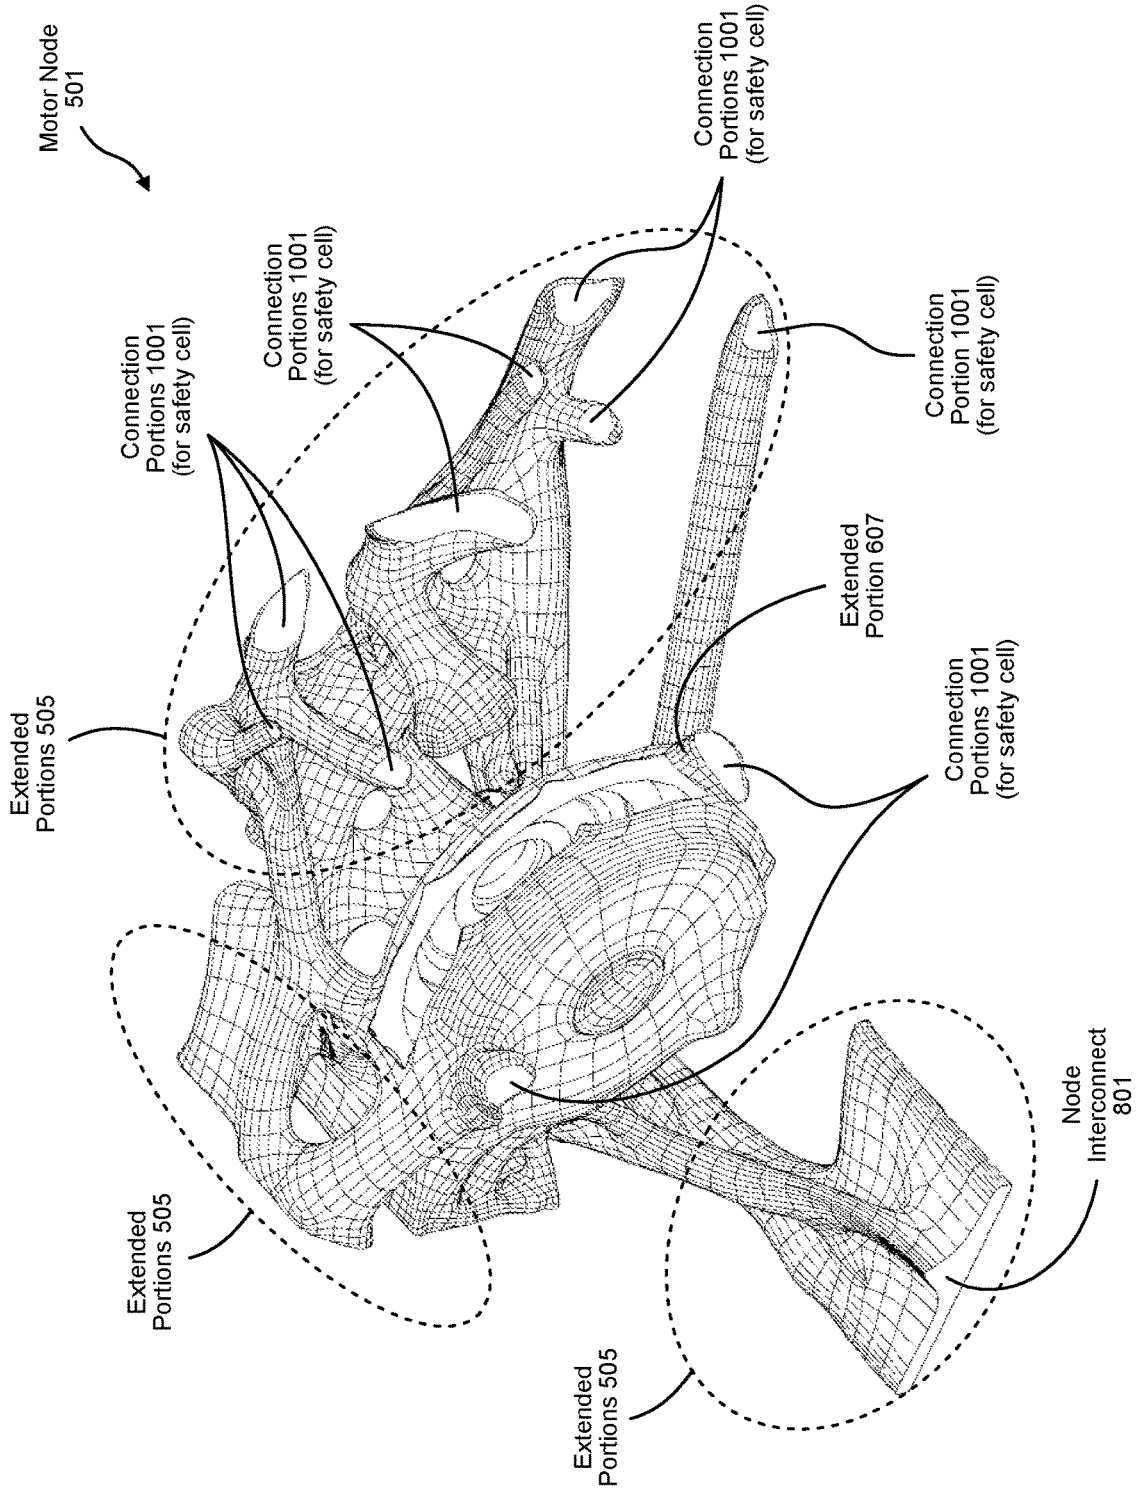 Motor Node
501
Connection
Portions 1001
(for safety cell)
Connection
Portions 1001
(for safety cell)
Connection
Portions 1001
(for safety cell)
Connection
Portion 1001
(for safety cell)
Extended
Portions 505
Extended
Portion 607
Connection
Portions 1001
(for safety cell)
Extended
Portions 505
Extended
Portions 505
Node
Interconnect
801